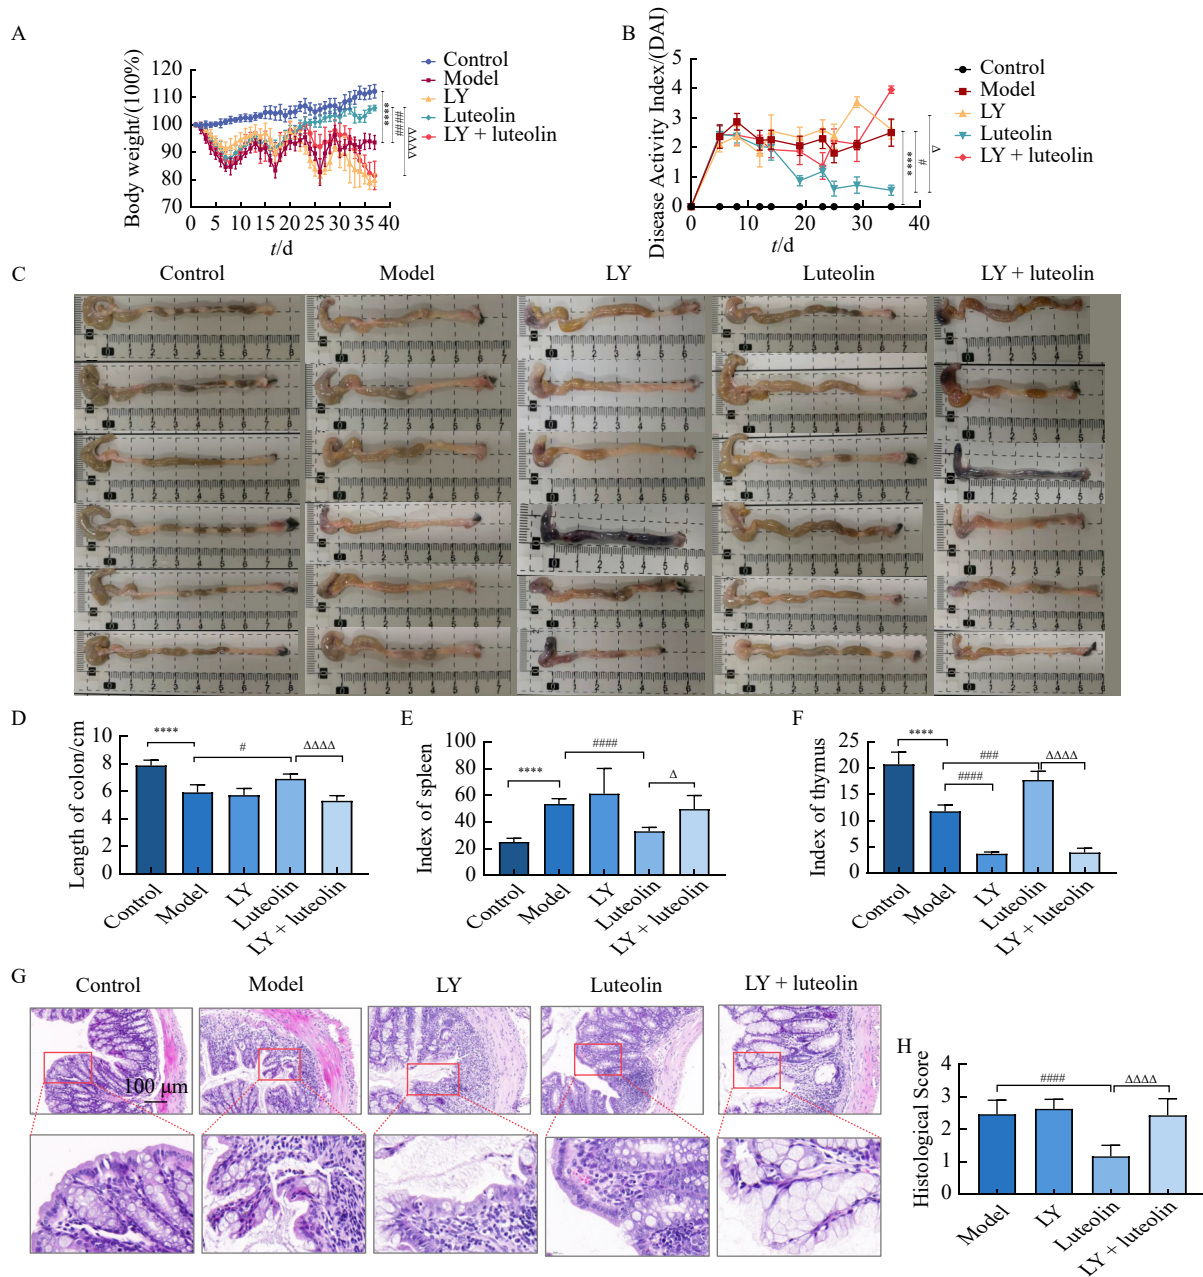 A
Body weight/(100%)
120
110
100
90
80
70
0 5 10 15 20 25 30 35 40
t/d
Control
Model
LY
Luteolin
LY + luteolin
****
####
ΔΔΔΔ
B
Disease Activity Index/(DAI)
5
4
3
2
1
0
0 10 20 30 40
t/d
Control
Model
LY
Luteolin
LY + luteolin
****
#
Δ
C
Control Model LY Luteolin LY + luteolin
D
Length of colon/cm
10
8
6
4
2
0
**** # ΔΔΔΔ
Control Model LY Luteolin LY + luteolin
E
Index of spleen
100
80
60
40
20
0
**** #### Δ
Control Model LY Luteolin LY + luteolin
F
Index of thymus
25
20
15
10
5
0
**** ### #### ΔΔΔΔ
Control Model LY Luteolin LY + luteolin
G
Control Model LY Luteolin LY + luteolin
100 μm
H
Histological Score
4
3
2
1
0
#### ΔΔΔΔ
Model LY Luteolin LY + luteolin